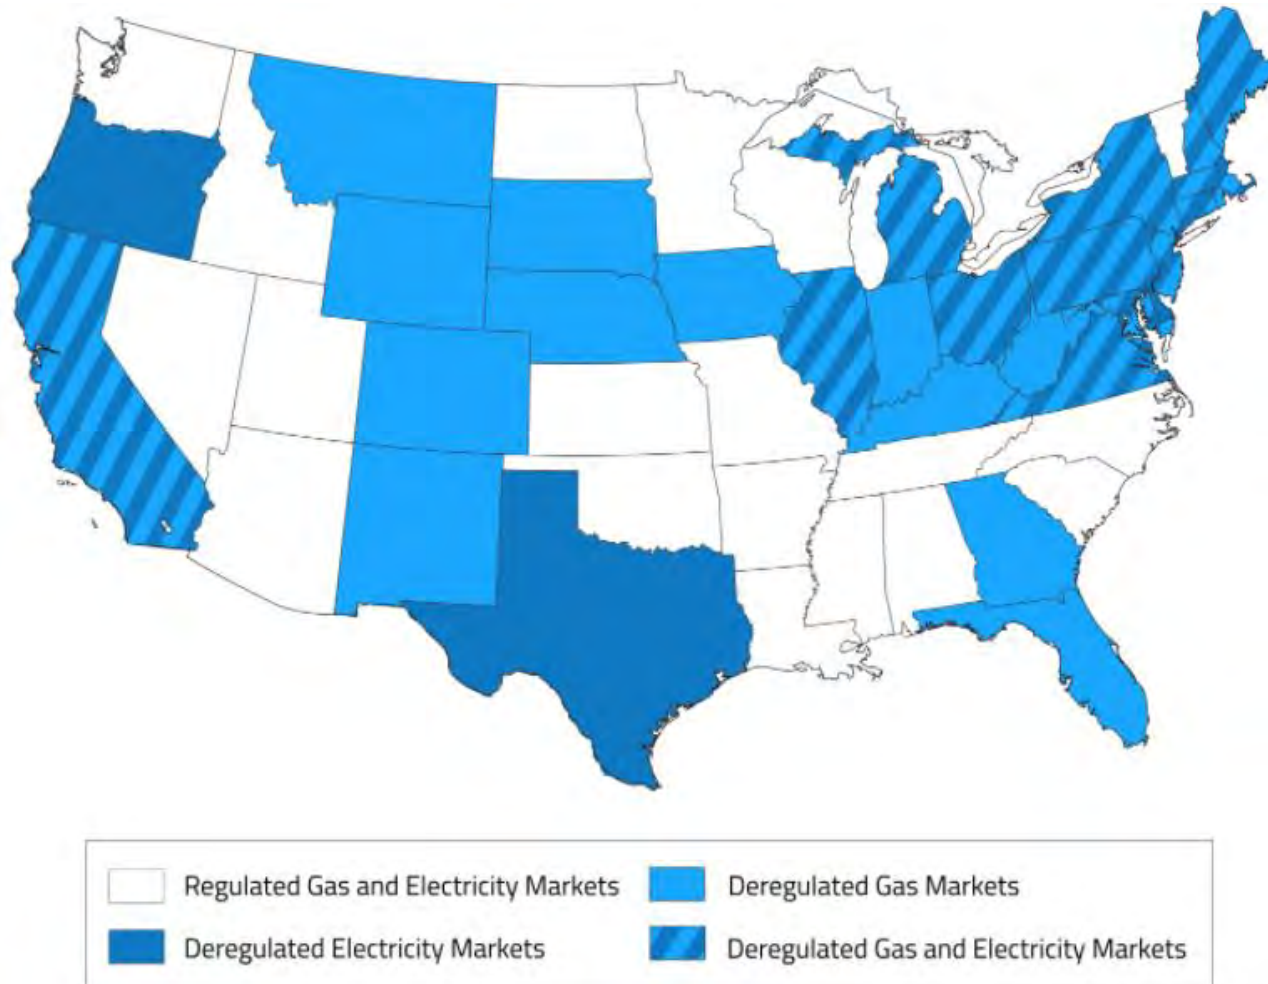 Regulated Gas and Electricity Markets
Deregulated Gas Markets
Deregulated Electricity Markets
Deregulated Gas and Electricity Markets